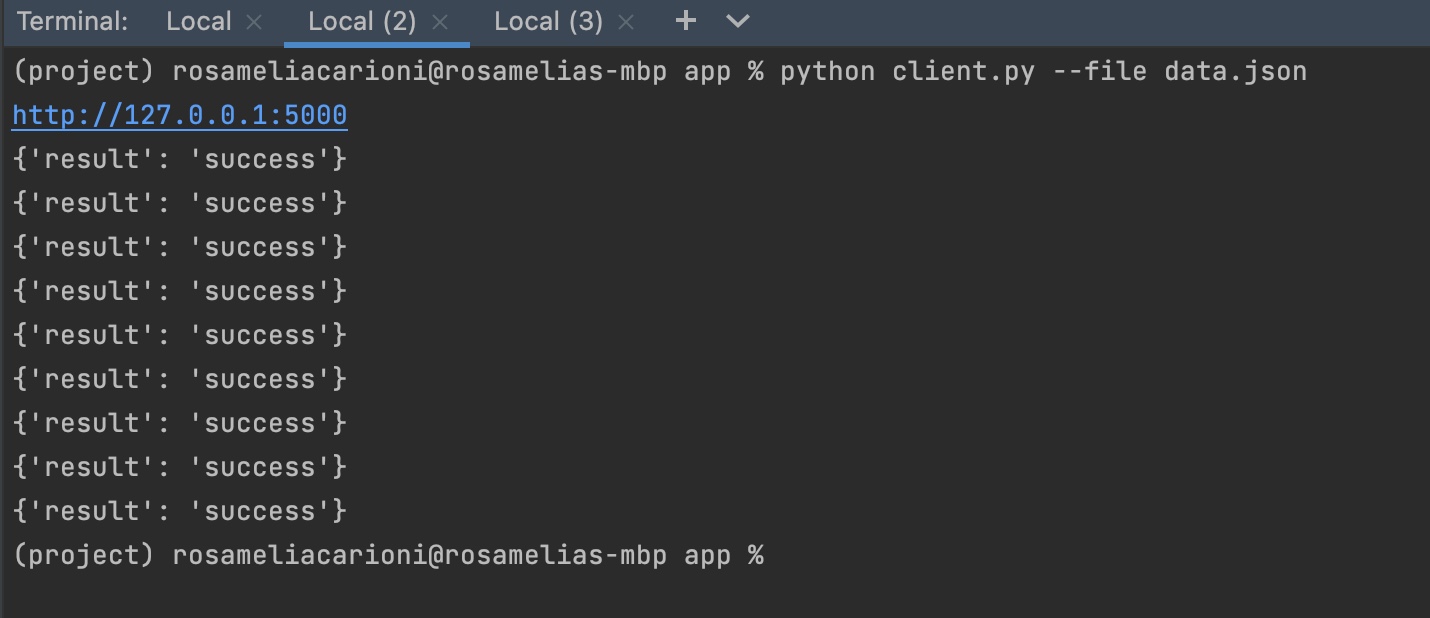 Terminal: Local × Local (2) × Local (3) × +
(project) rosameliacarioni@rosamelias-mbp app % python client.py --file data.json
http://127.0.0.1:5000
{'result': 'success'}
{'result': 'success'}
{'result': 'success'}
{'result': 'success'}
{'result': 'success'}
{'result': 'success'}
{'result': 'success'}
{'result': 'success'}
{'result': 'success'}
(project) rosameliacarioni@rosamelias-mbp app %